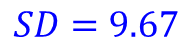 SD = 9.67